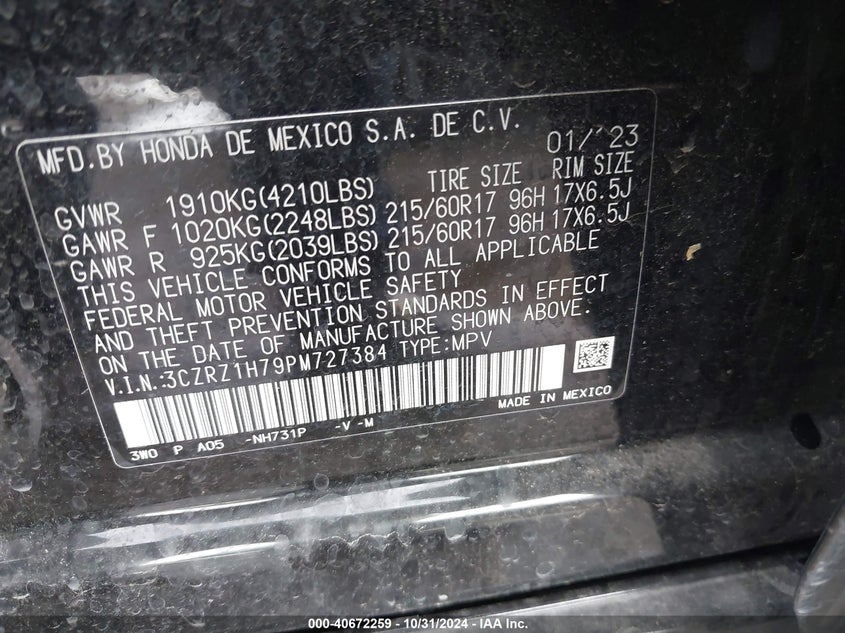 MFD.BY HONDA DE MEXICO S.A. DE C.V. 01/'23
TIRE SIZE RIM SIZE
GVWR 1910KG(4210LBS)
GAWR F 1020KG(2248LBS) 215/60R17 96H 17X6.5J
GAWR R 925KG(2039LBS) 215/60R17 96H 17X6.5J
THIS VEHICLE CONFORMS TO ALL APPLICABLE
FEDERAL MOTOR VEHICLE SAFETY
AND THEFT PREVENTION STANDARDS IN EFFECT
ON THE DATE OF MANUFACTURE SHOWN ABOVE.
V.I.N.:3CZRZ1H79PM727384 TYPE:MPV
MADE IN MEXICO
3W0 P A05 -NH731P -V -M
000-40672259 - 10/31/2024 - IAA Inc.